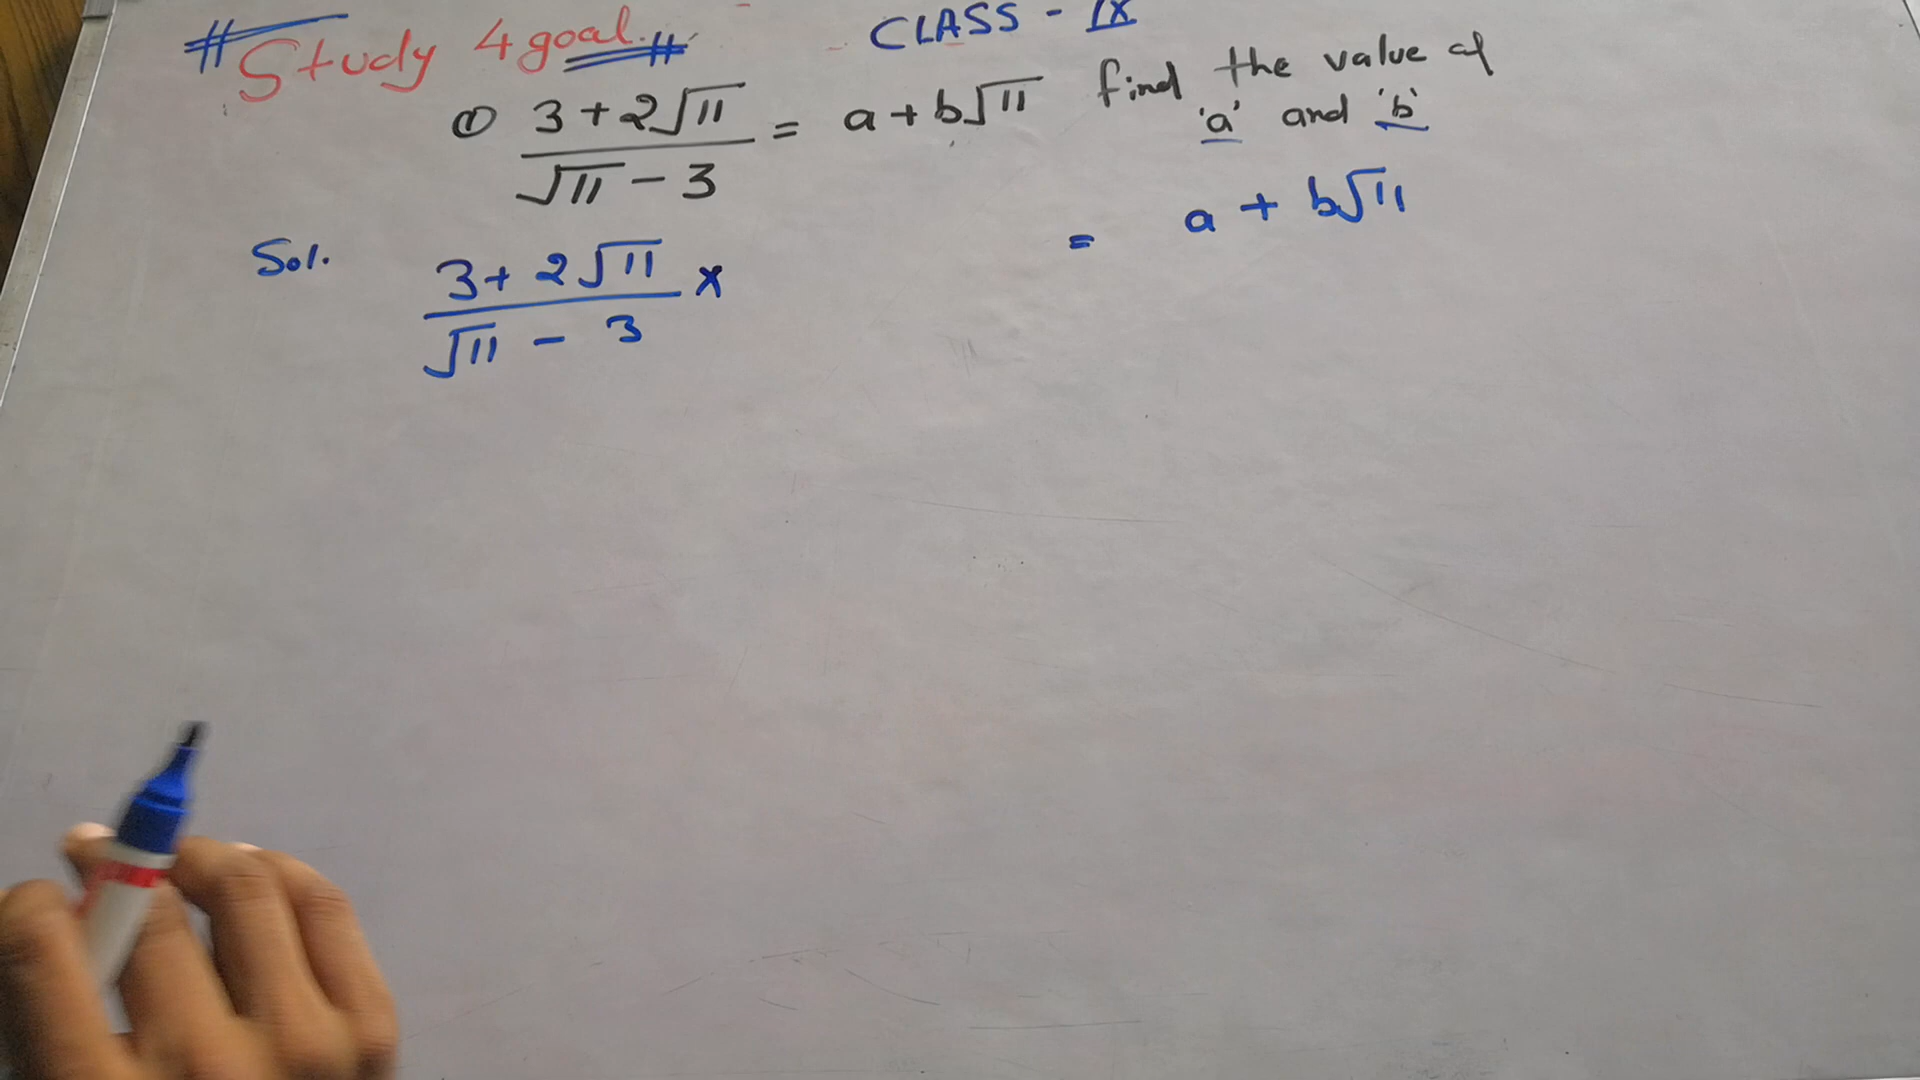 # Study 4goal. # CLASS - IX
① 3+2√11 / √11 - 3 = a+b√11 find the value of
'a' and 'b'
Sol. 3+ 2√11 / √11 - 3 × = a + b√11